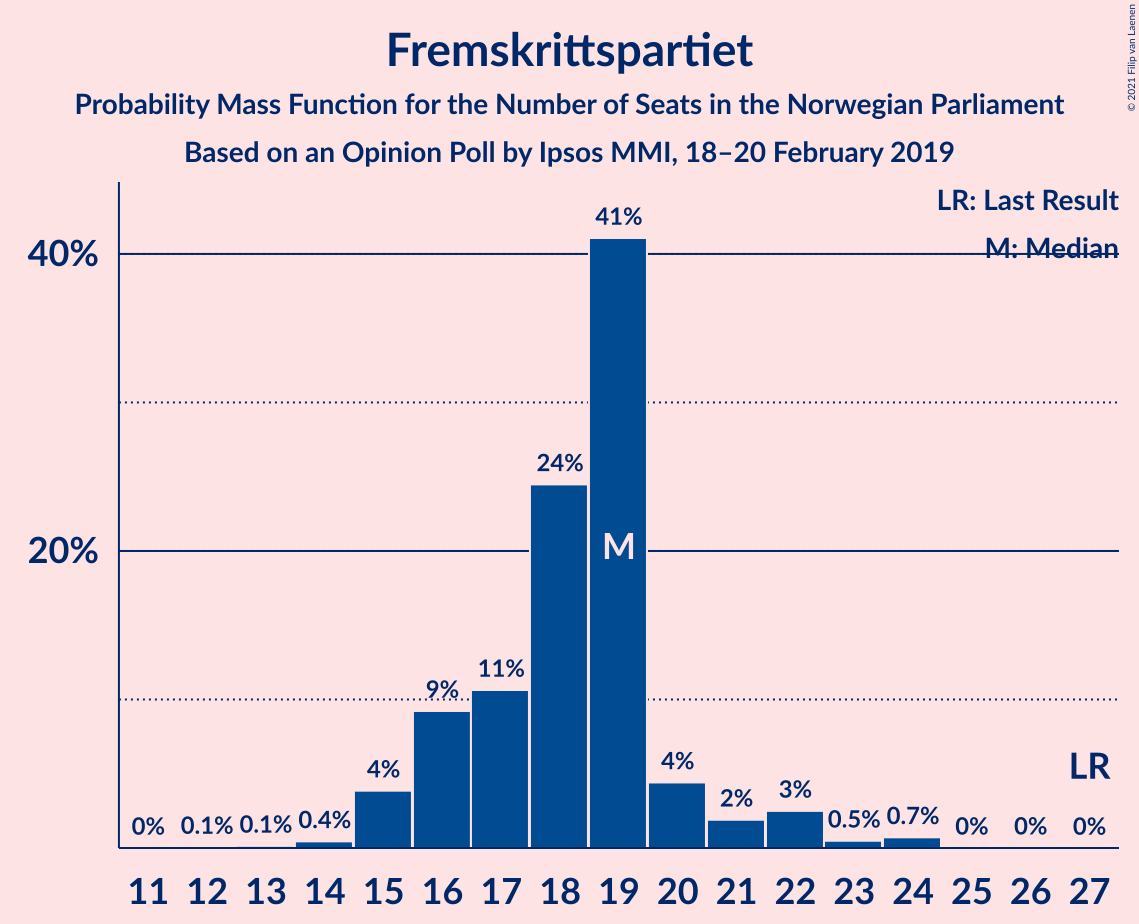 Fremskrittspartiet
Probability Mass Function for the Number of Seats in the Norwegian Parliament
Based on an Opinion Poll by Ipsos MMI, 18–20 February 2019
© 2021 Filip van Laenen
LR: Last Result
M: Median
41%
40%
24%
20%
M
11%
9%
4%
4%
2%
3%
LR
0%
0.1%
0.1%
0.4%
0.5%
0.7%
0%
0%
0%
11 12 13 14 15 16 17 18 19 20 21 22 23 24 25 26 27